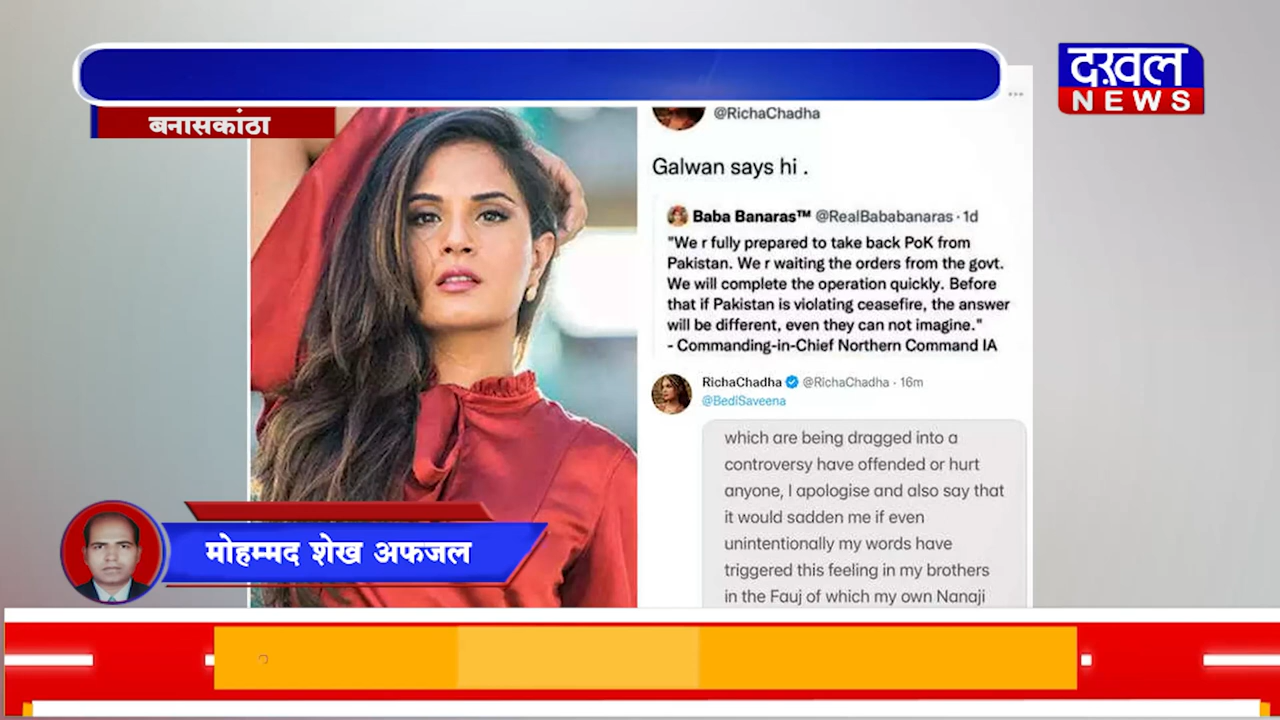 दख़ल
NEWS
बनासकांठा
@RichaChadha
Galwan says hi .
Baba Banaras™ @RealBababanaras · 1d
"We r fully prepared to take back PoK from
Pakistan. We r waiting the orders from the govt.
We will complete the operation quickly. Before
that if Pakistan is violating ceasefire, the answer
will be different, even they can not imagine."
- Commanding-in-Chief Northern Command IA
RichaChadha @RichaChadha · 16m
@BediSaveena
which are being dragged into a
controversy have offended or hurt
anyone, I apologise and also say that
it would sadden me if even
unintentionally my words have
triggered this feeling in my brothers
in the Fauj of which my own Nanaji
मोहम्मद शेख अफजल